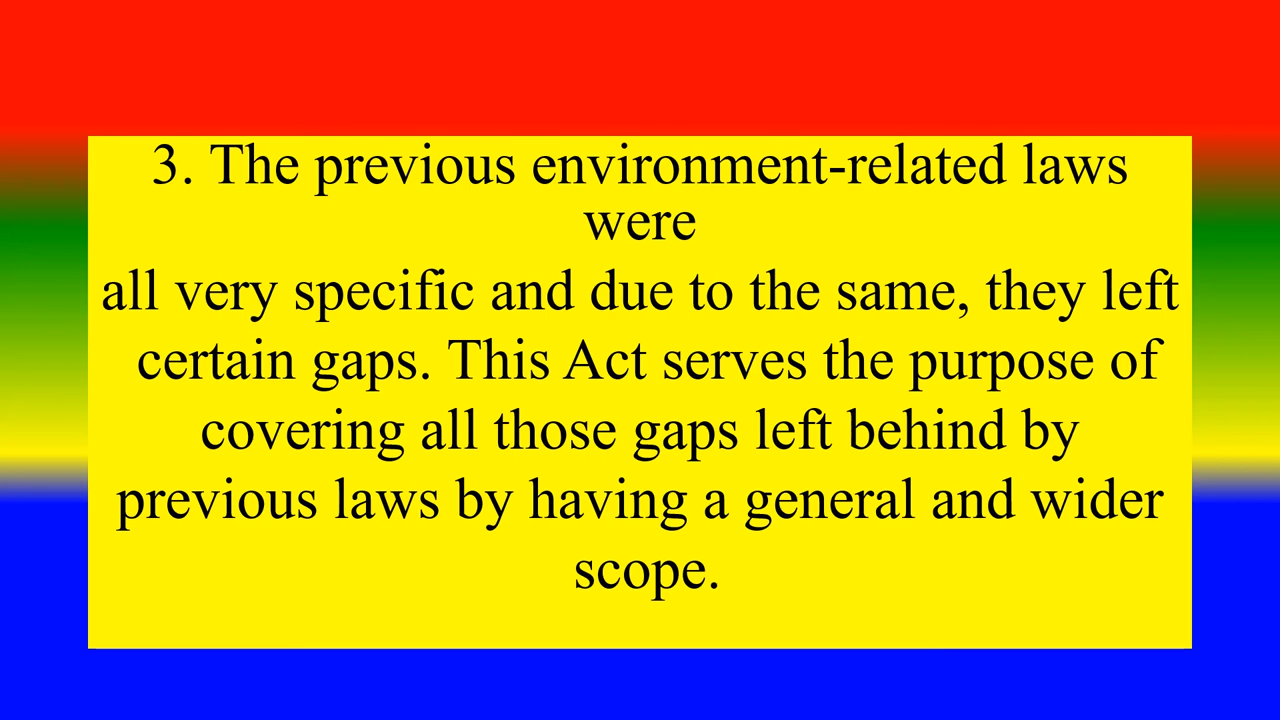 3. The previous environment-related laws
were
all very specific and due to the same, they left
certain gaps. This Act serves the purpose of
covering all those gaps left behind by
previous laws by having a general and wider
scope.